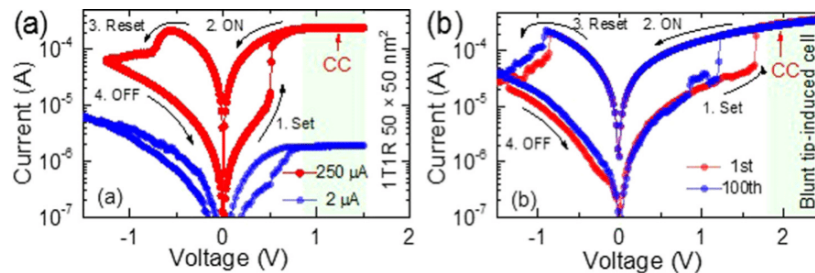 (a)
3. Reset
2. ON
CC
4. OFF
1. Set
(a)
250 µA
2 µA
10⁻⁴
10⁻⁵
10⁻⁶
10⁻⁷
Current (A)
-1 0 1
Voltage (V)
1T1R 50 × 50 nm²
(b)
3. Reset
2. ON
CC
1. Set
4. OFF
(b)
1st
100th
10⁻⁴
10⁻⁵
10⁻⁶
10⁻⁷
Current (A)
-1 0 1 2
Voltage (V)
Blunt tip-induced cell